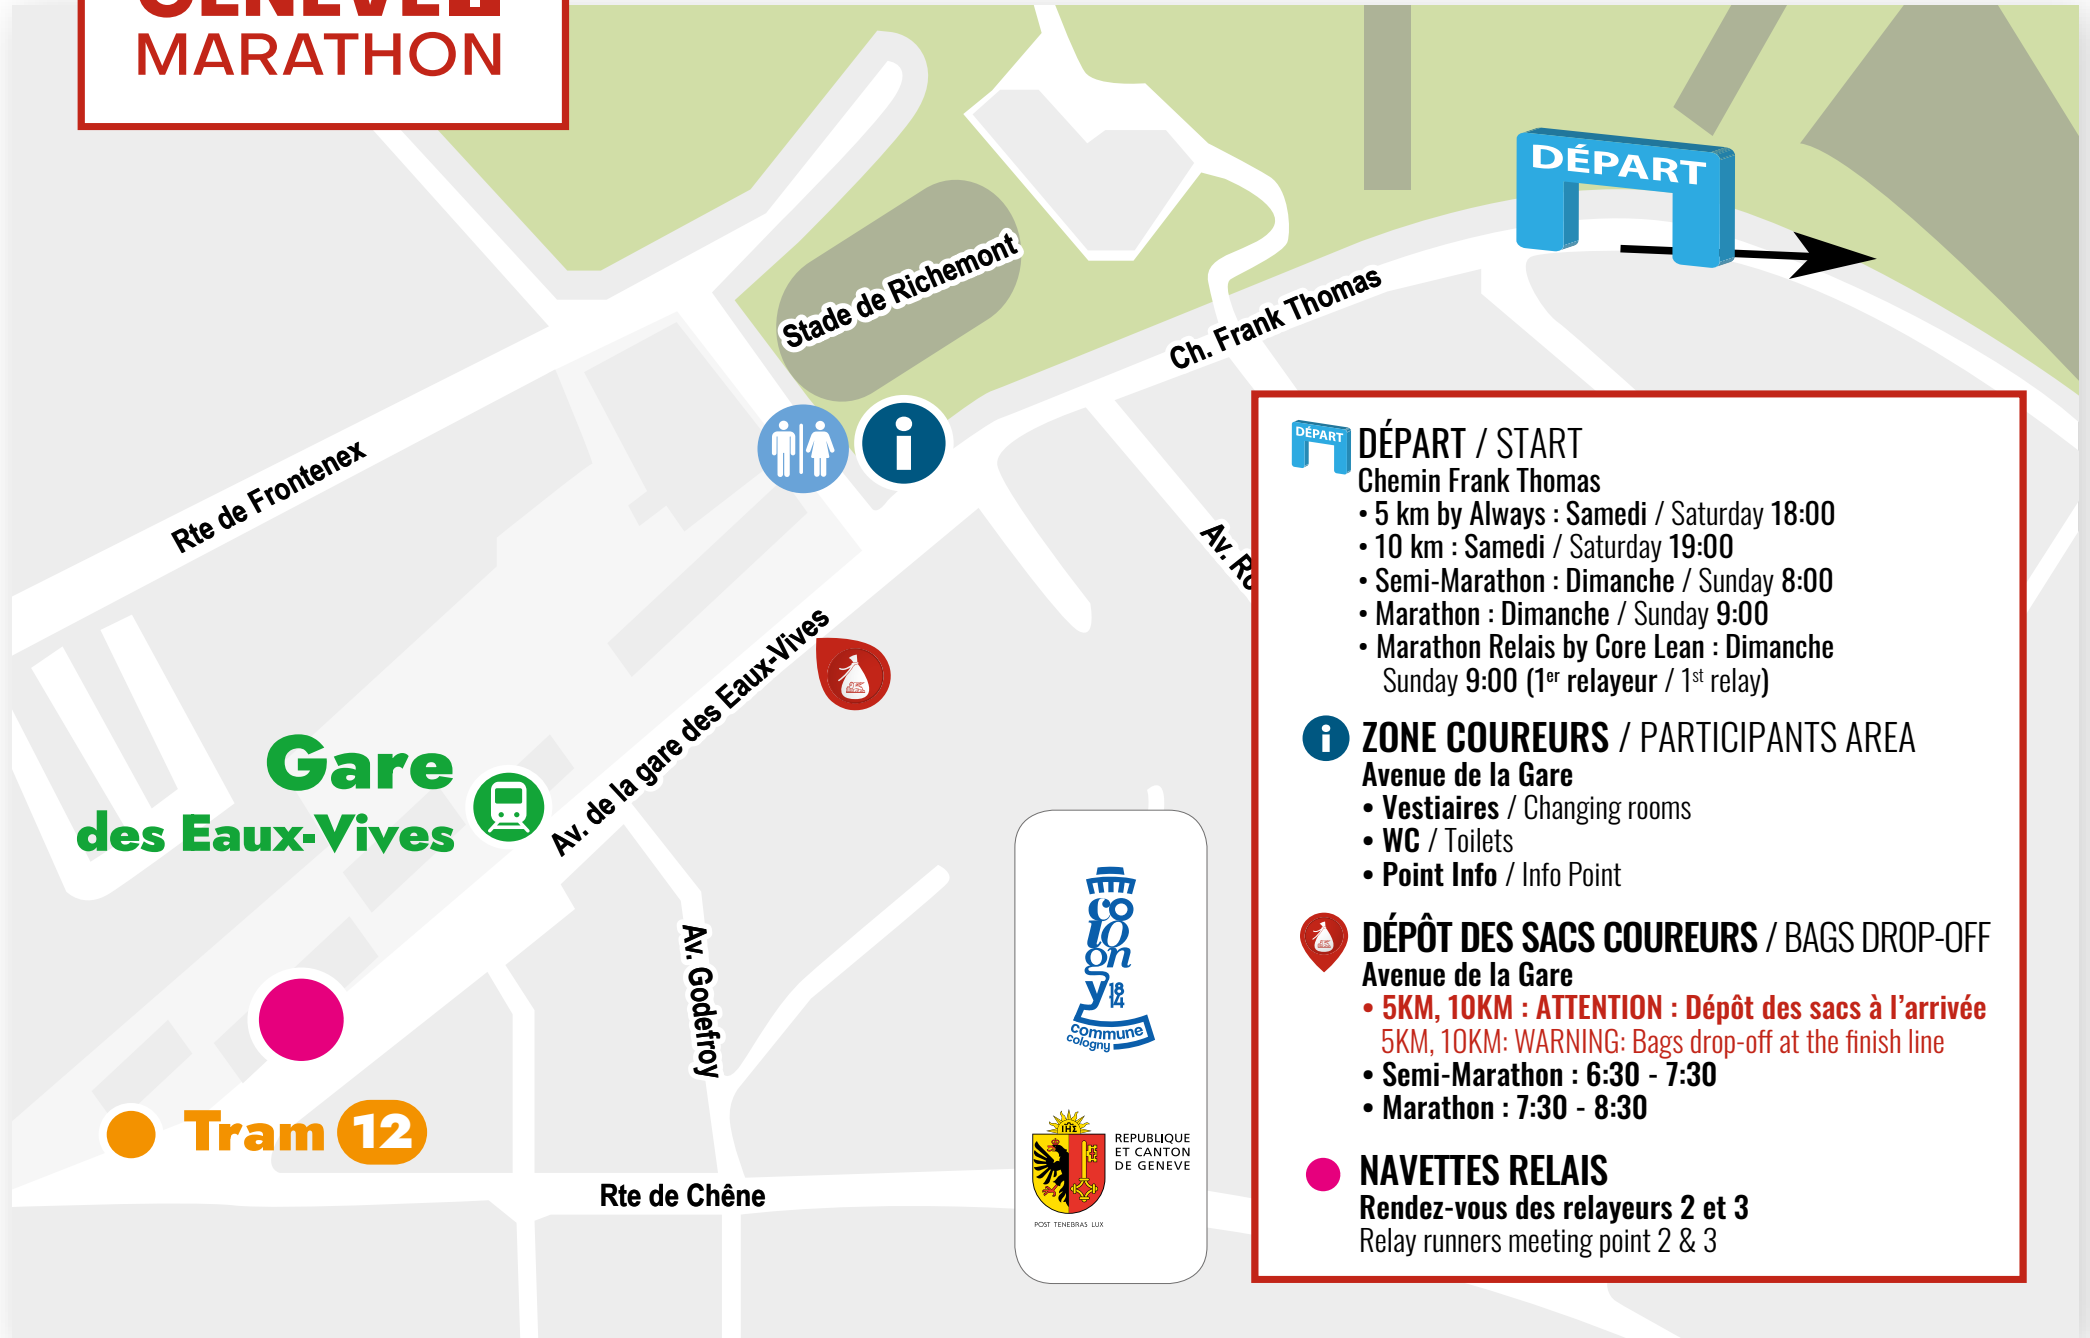 GENÈVE
MARATHON
DÉPART
Stade de Richemont
Ch. Frank Thomas
Rte de Frontenex
Av. de la gare des Eaux-Vives
Gare
des Eaux-Vives
Av. Godefroy
Tram 12
Rte de Chêne
cologny
1814
commune
cologny
REPUBLIQUE
ET CANTON
DE GENEVE
POST TENEBRAS LUX
DÉPART
DÉPART / START
Chemin Frank Thomas
• 5 km by Always : Samedi / Saturday 18:00
• 10 km : Samedi / Saturday 19:00
• Semi-Marathon : Dimanche / Sunday 8:00
• Marathon : Dimanche / Sunday 9:00
• Marathon Relais by Core Lean : Dimanche
Sunday 9:00 (1er relayeur / 1st relay)
i ZONE COUREURS / PARTICIPANTS AREA
Avenue de la Gare
• Vestiaires / Changing rooms
• WC / Toilets
• Point Info / Info Point
DÉPÔT DES SACS COUREURS / BAGS DROP-OFF
Avenue de la Gare
• 5KM, 10KM : ATTENTION : Dépôt des sacs à l'arrivée
5KM, 10KM: WARNING: Bags drop-off at the finish line
• Semi-Marathon : 6:30 - 7:30
• Marathon : 7:30 - 8:30
NAVETTES RELAIS
Rendez-vous des relayeurs 2 et 3
Relay runners meeting point 2 & 3